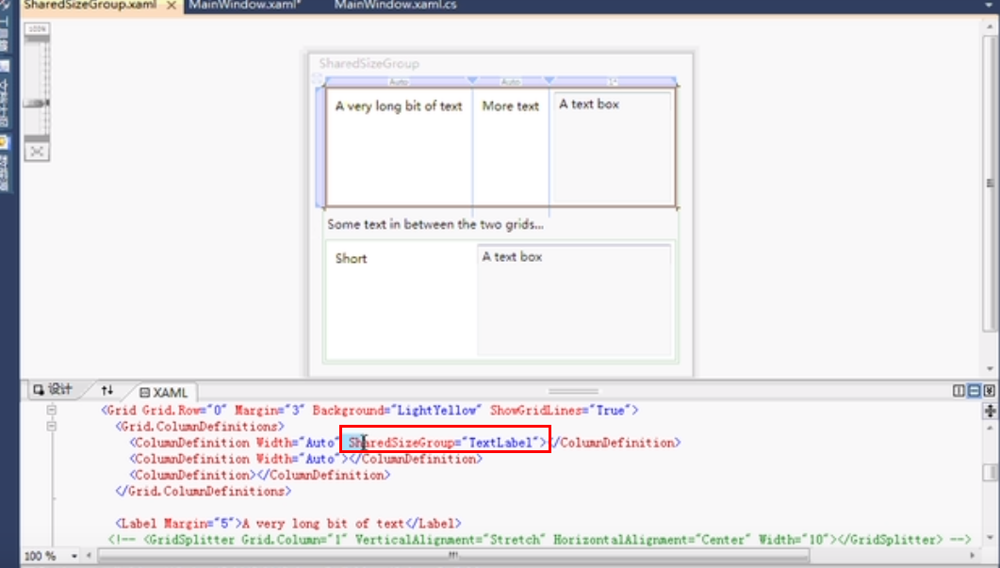 SharedSizeGroup.xaml × MainWindow.xaml* MainWindow.xaml.cs
100%
SharedSizeGroup
Auto Auto 1*
A very long bit of text More text A text box
Some text in between the two grids...
Short A text box
设计 XAML
<Grid Grid.Row="0" Margin="3" Background="LightYellow" ShowGridLines="True">
<Grid.ColumnDefinitions>
<ColumnDefinition Width="Auto" SharedSizeGroup="TextLabel"></ColumnDefinition>
<ColumnDefinition Width="Auto"></ColumnDefinition>
<ColumnDefinition></ColumnDefinition>
</Grid.ColumnDefinitions>
<Label Margin="5">A very long bit of text</Label>
<!-- <GridSplitter Grid.Column="1" VerticalAlignment="Stretch" HorizontalAlignment="Center" Width="10"></GridSplitter> -->
100 %